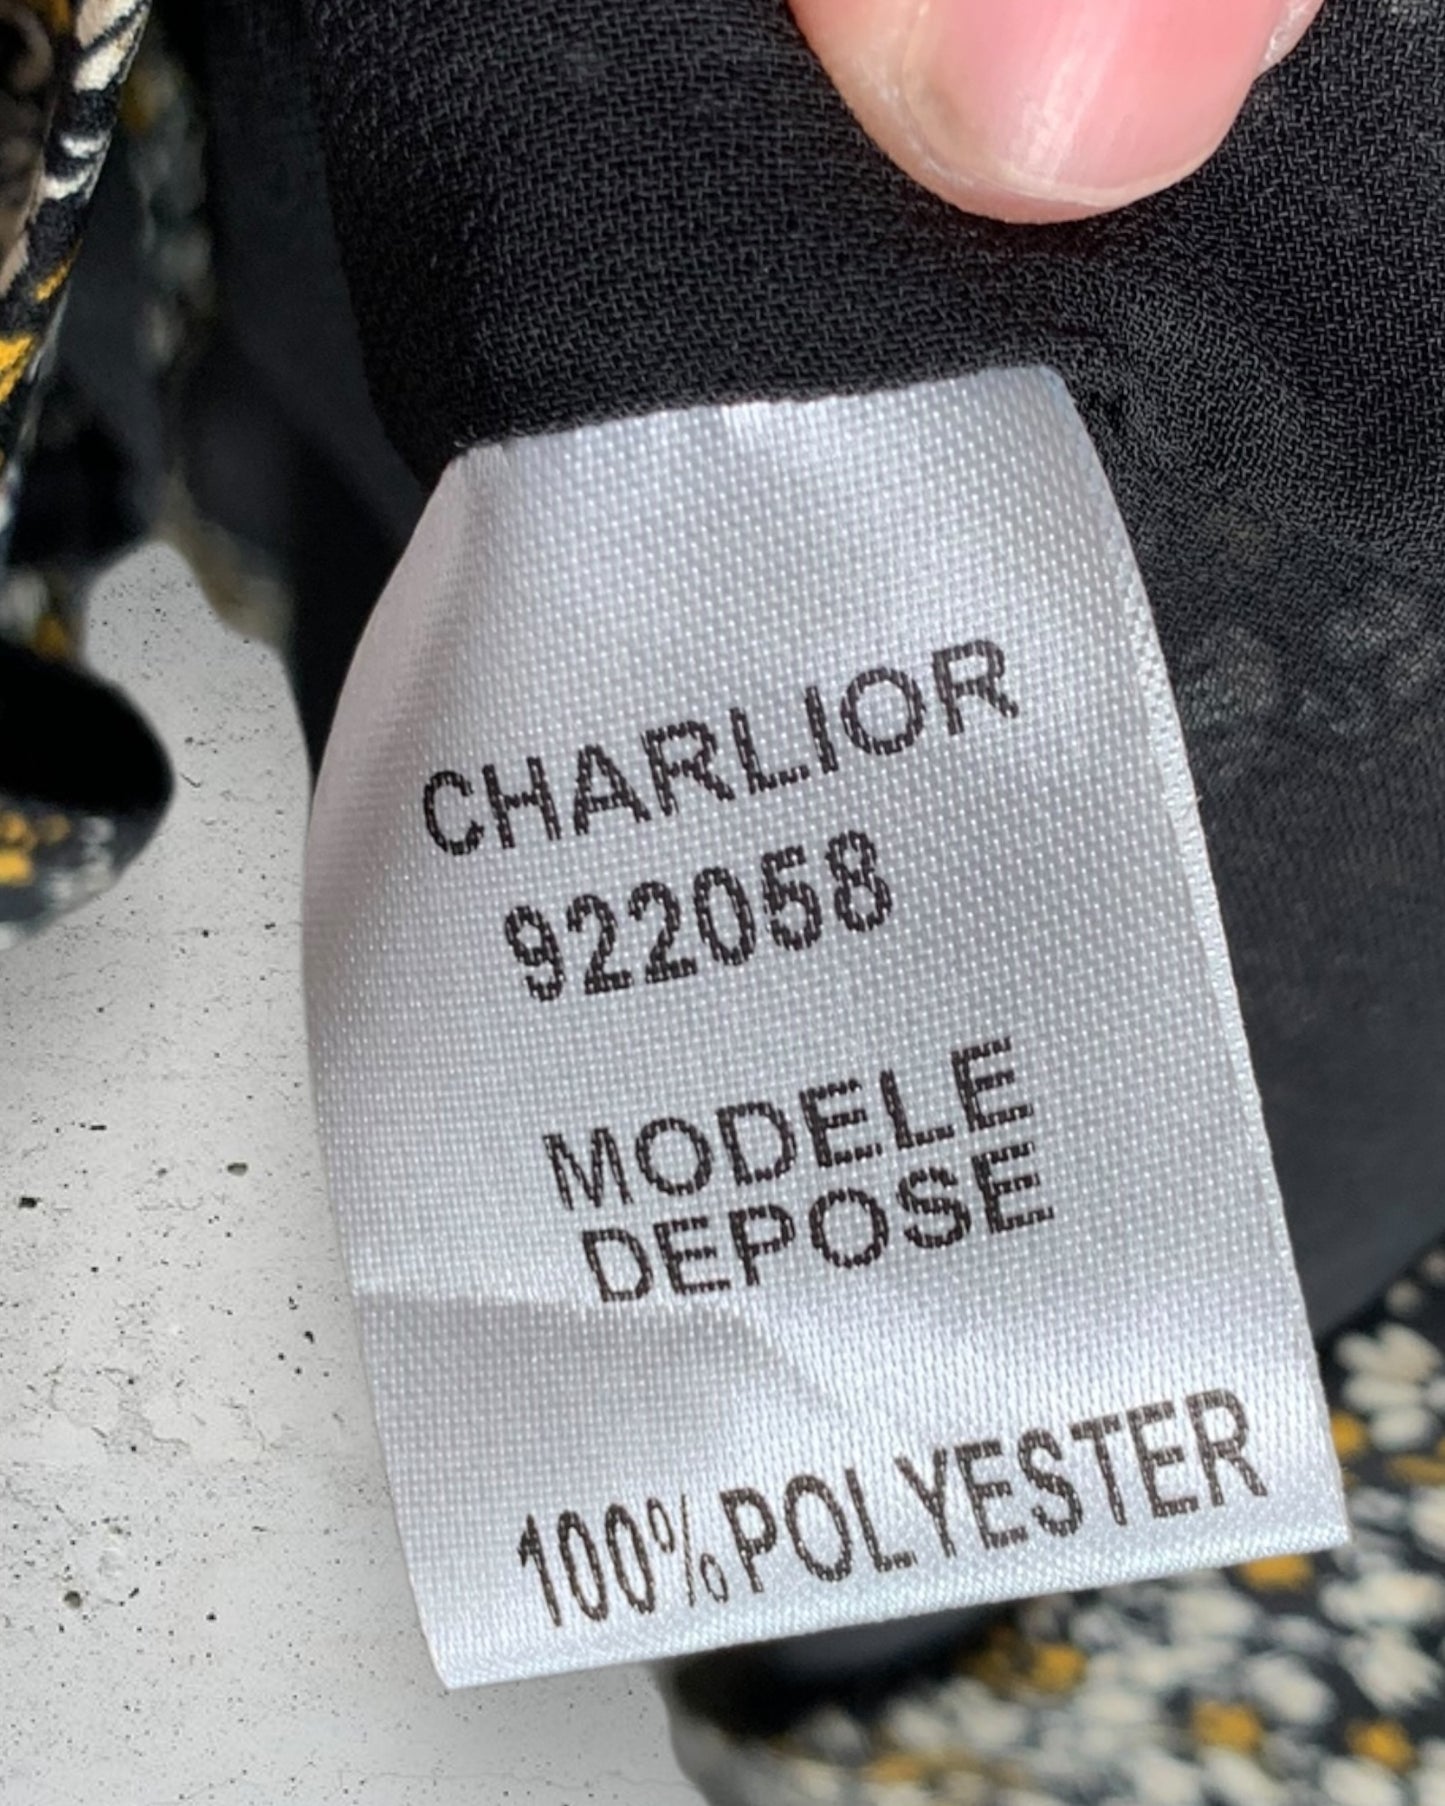 CHARLIOR
922058
MODELE
DEPOSE
100%POLYESTER